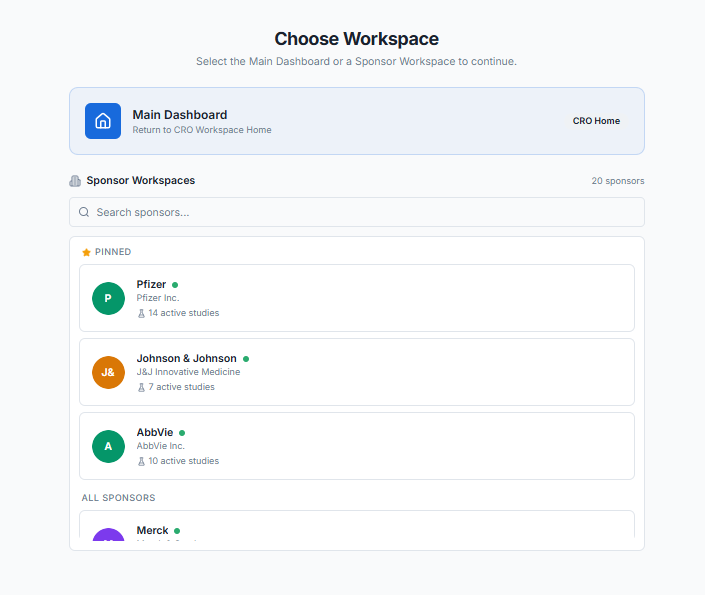 Choose Workspace
Select the Main Dashboard or a Sponsor Workspace to continue.
Main Dashboard
Return to CRO Workspace Home
CRO Home
Sponsor Workspaces
20 sponsors
Search sponsors...
PINNED
P
Pfizer
Pfizer Inc.
14 active studies
J&
Johnson & Johnson
J&J Innovative Medicine
7 active studies
A
AbbVie
AbbVie Inc.
10 active studies
ALL SPONSORS
Merck